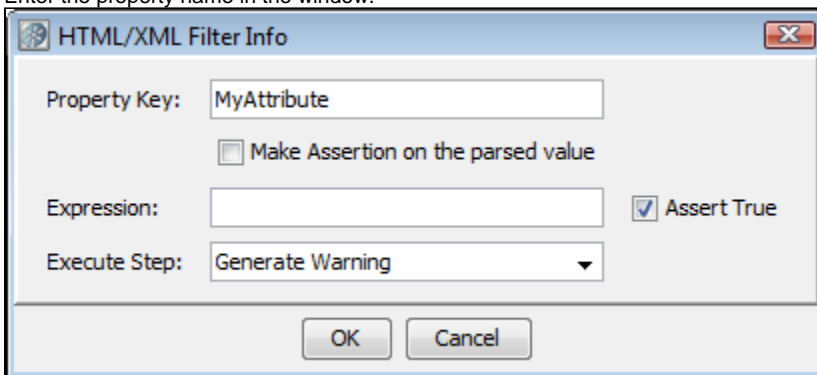 Enter the property name in the window.
HTML/XML Filter Info
Property Key: MyAttribute
Make Assertion on the parsed value
Expression: Assert True
Execute Step: Generate Warning
OK Cancel